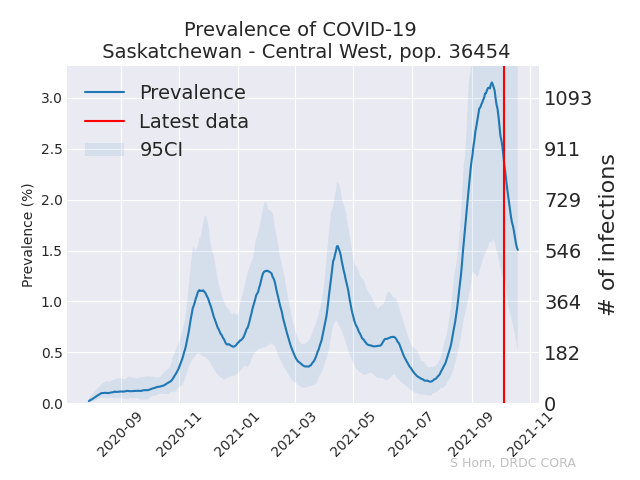 Prevalence of COVID-19
Saskatchewan - Central West, pop. 36454
Prevalence
Latest data
95CI
Prevalence (%)
3.0
2.5
2.0
1.5
1.0
0.5
0.0
1093
911
729
546
364
182
0
# of infections
2020-09
2020-11
2021-01
2021-03
2021-05
2021-07
2021-09
2021-11
S Horn, DRDC CORA